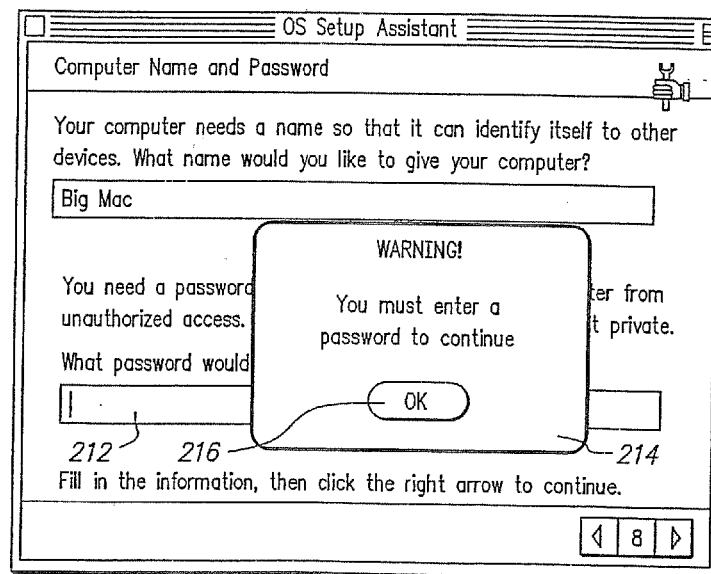 OS Setup Assistant
Computer Name and Password
Your computer needs a name so that it can identify itself to other
devices. What name would you like to give your computer?
Big Mac
WARNING!
You must enter a
password to continue
OK
You need a password
ter from
unauthorized access.
t private.
What password would
212
216
214
Fill in the information, then click the right arrow to continue.
8